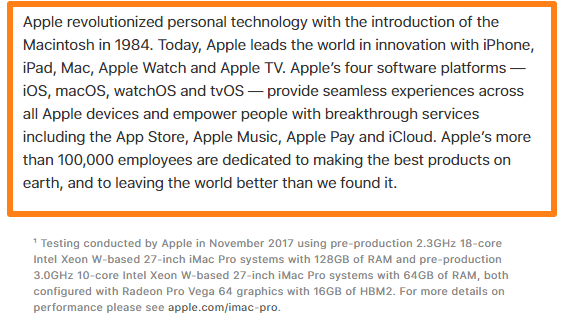 Apple revolutionized personal technology with the introduction of the
Macintosh in 1984. Today, Apple leads the world in innovation with iPhone,
iPad, Mac, Apple Watch and Apple TV. Apple’s four software platforms —
iOS, macOS, watchOS and tvOS — provide seamless experiences across
all Apple devices and empower people with breakthrough services
including the App Store, Apple Music, Apple Pay and iCloud. Apple’s more
than 100,000 employees are dedicated to making the best products on
earth, and to leaving the world better than we found it.
¹ Testing conducted by Apple in November 2017 using pre-production 2.3GHz 18-core
Intel Xeon W-based 27-inch iMac Pro systems with 128GB of RAM and pre-production
3.0GHz 10-core Intel Xeon W-based 27-inch iMac Pro systems with 64GB of RAM, both
configured with Radeon Pro Vega 64 graphics with 16GB of HBM2. For more details on
performance please see apple.com/imac-pro.